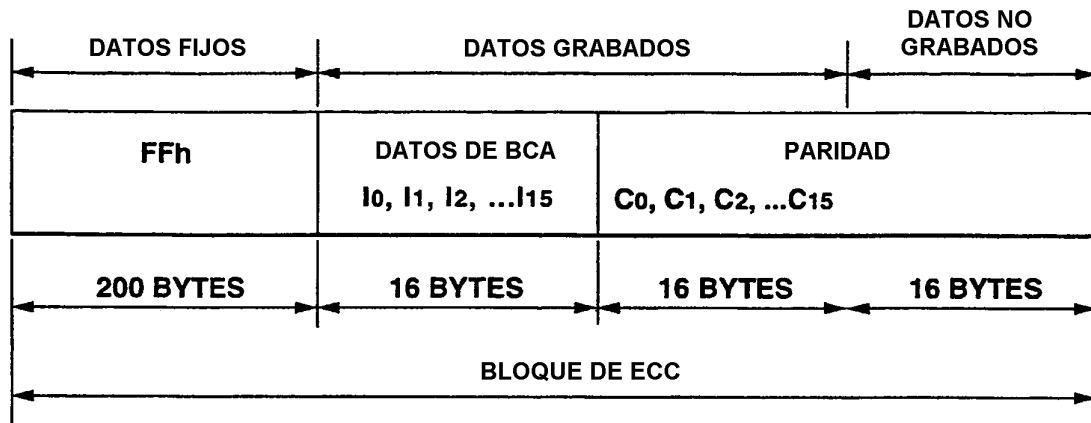 DATOS FIJOS
DATOS GRABADOS
DATOS NO
GRABADOS
FFh
DATOS DE BCA
I0, I1, I2, ...I15
PARIDAD
C0, C1, C2, ...C15
200 BYTES
16 BYTES
16 BYTES
16 BYTES
BLOQUE DE ECC